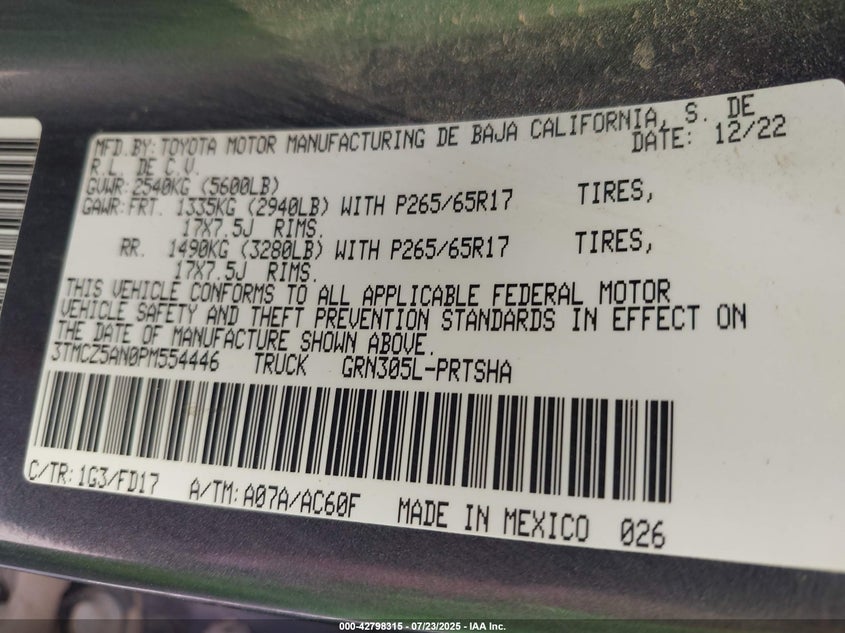 MFD.BY: TOYOTA MOTOR MANUFACTURING DE BAJA CALIFORNIA, S. DE
R.L. DE C.V. DATE: 12/22
GVWR: 2540KG (5600LB)
GAWR: FRT. 1335KG (2940LB) WITH P265/65R17 TIRES,
17X7.5J RIMS.
RR. 1490KG (3280LB) WITH P265/65R17 TIRES,
17X7.5J RIMS.
THIS VEHICLE CONFORMS TO ALL APPLICABLE FEDERAL MOTOR
VEHICLE SAFETY AND THEFT PREVENTION STANDARDS IN EFFECT ON
THE DATE OF MANUFACTURE SHOWN ABOVE.
3TMCZ5AN0PM554446 TRUCK GRN305L-PRTSHA
C/TR: 1G3/FD17 A/TM: A07A/AC60F MADE IN MEXICO 026
000-42798315 - 07/23/2025 - IAA Inc.